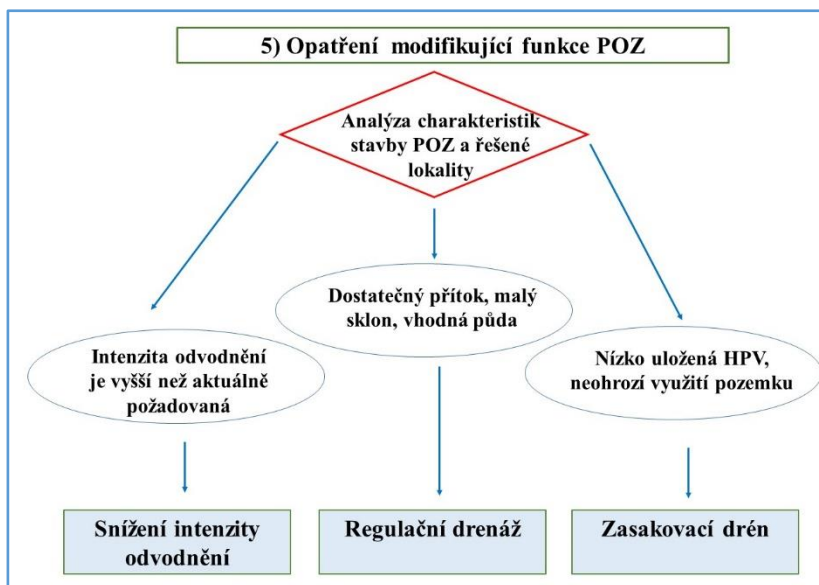 5) Opatření modifikující funkce POZ
Analýza charakteristik
stavby POZ a řešené
lokality
Dostatečný přítok, malý
sklon, vhodná půda
Intenzita odvodnění
je vyšší než aktuálně
požadovaná
Nízko uložená HPV,
neohrozí využití pozemku
Snížení intenzity
odvodnění
Regulační drenáž
Zasakovací drén